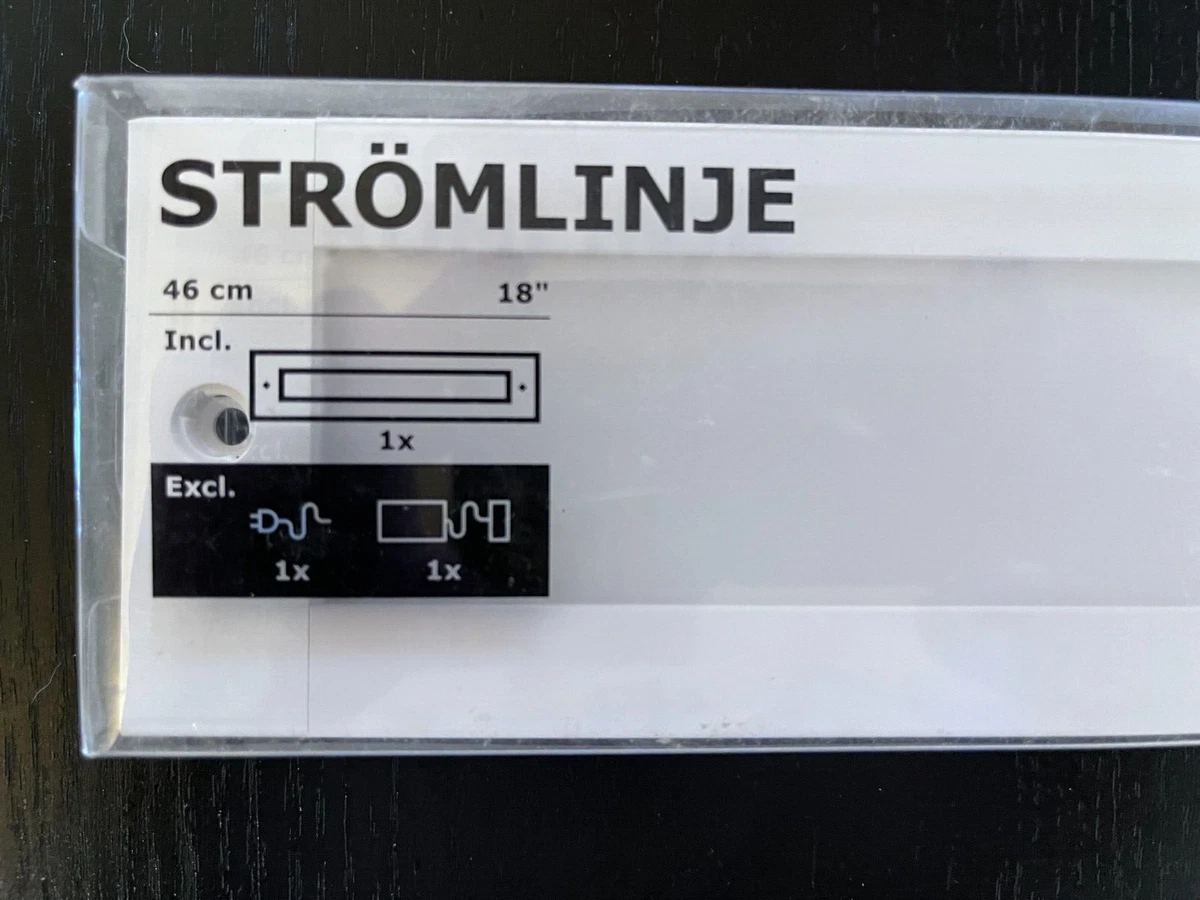 STRÖMLINJE
46 cm 18"
Incl.
1x
Excl.
1x 1x